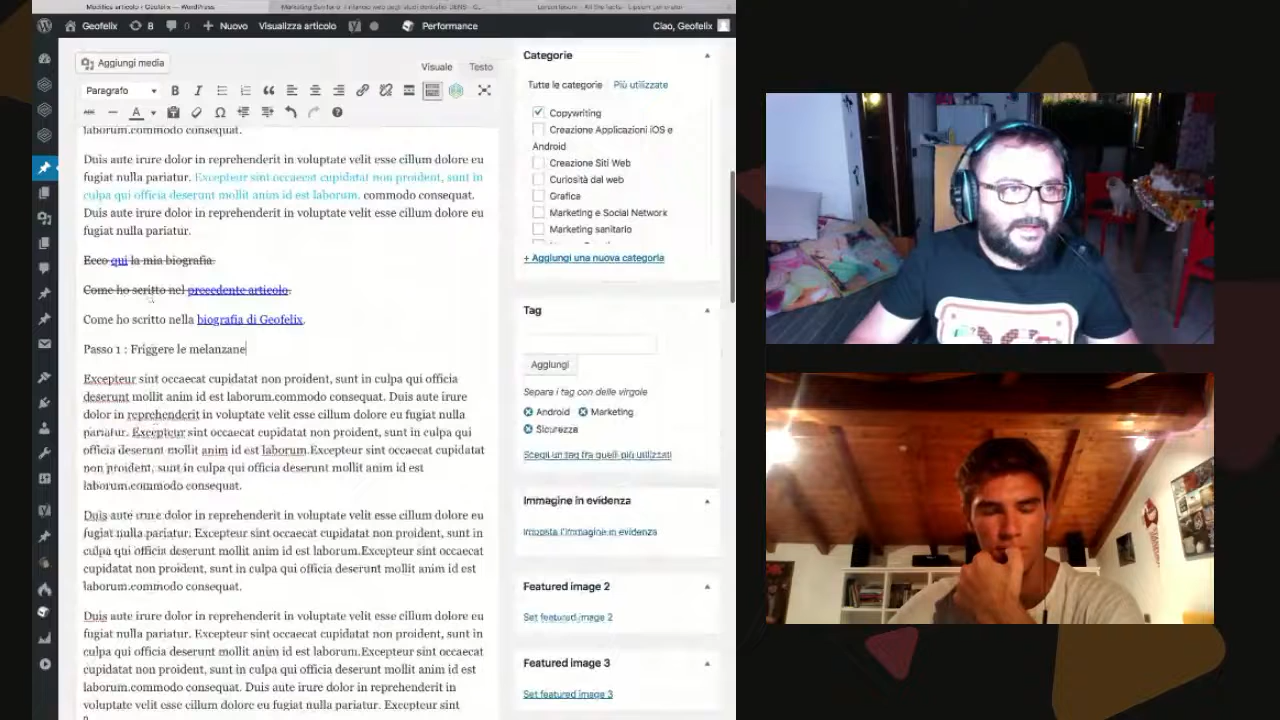 Modifica articolo ‹ Geofelix — WordPress
Geofelix 8 0 + Nuovo Visualizza articolo Performance Ciao, Geofelix
Aggiungi media
Visuale Testo
Paragrafo B I
ABC A
laborum.commodo consequat.
Duis aute irure dolor in reprehenderit in voluptate velit esse cillum dolore eu
fugiat nulla pariatur. Excepteur sint occaecat cupidatat non proident, sunt in
culpa qui officia deserunt mollit anim id est laborum. commodo consequat.
Duis aute irure dolor in reprehenderit in voluptate velit esse cillum dolore eu
fugiat nulla pariatur.
Ecco qui la mia biografia.
Come ho scritto nel precedente articolo.
Come ho scritto nella biografia di Geofelix.
Passo 1 : Friggere le melanzane
Excepteur sint occaecat cupidatat non proident, sunt in culpa qui officia
deserunt mollit anim id est laborum.commodo consequat. Duis aute irure
dolor in reprehenderit in voluptate velit esse cillum dolore eu fugiat nulla
pariatur. Excepteur sint occaecat cupidatat non proident, sunt in culpa qui
officia deserunt mollit anim id est laborum.Excepteur sint occaecat cupidatat
non proident, sunt in culpa qui officia deserunt mollit anim id est
laborum.commodo consequat.
Duis aute irure dolor in reprehenderit in voluptate velit esse cillum dolore eu
fugiat nulla pariatur. Excepteur sint occaecat cupidatat non proident, sunt in
culpa qui officia deserunt mollit anim id est laborum.Excepteur sint occaecat
cupidatat non proident, sunt in culpa qui officia deserunt mollit anim id est
laborum.commodo consequat.
Duis aute irure dolor in reprehenderit in voluptate velit esse cillum dolore eu
fugiat nulla pariatur. Excepteur sint occaecat cupidatat non proident, sunt in
culpa qui officia deserunt mollit anim id est laborum.Excepteur sint occaecat
cupidatat non proident, sunt in culpa qui officia deserunt mollit anim id est
laborum.commodo consequat. Duis aute irure dolor in reprehenderit in
voluptate velit esse cillum dolore eu fugiat nulla pariatur. Excepteur sint
Categorie
Tutte le categorie Più utilizzate
Copywriting
Creazione Applicazioni iOS e
Android
Creazione Siti Web
Curiosità dal web
Grafica
Marketing e Social Network
Marketing sanitario
+ Aggiungi una nuova categoria
Tag
Aggiungi
Separa i tag con delle virgole
Android Marketing
Sicurezza
Scegli un tag fra quelli più utilizzati
Immagine in evidenza
Imposta l'immagine in evidenza
Featured image 2
Set featured image 2
Featured image 3
Set featured image 3